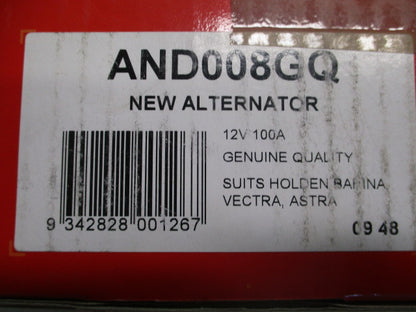 AND008GQ
NEW ALTERNATOR
12V 100A
GENUINE QUALITY
SUITS HOLDEN BARINA
VECTRA, ASTRA
9 342828 001267
09 48